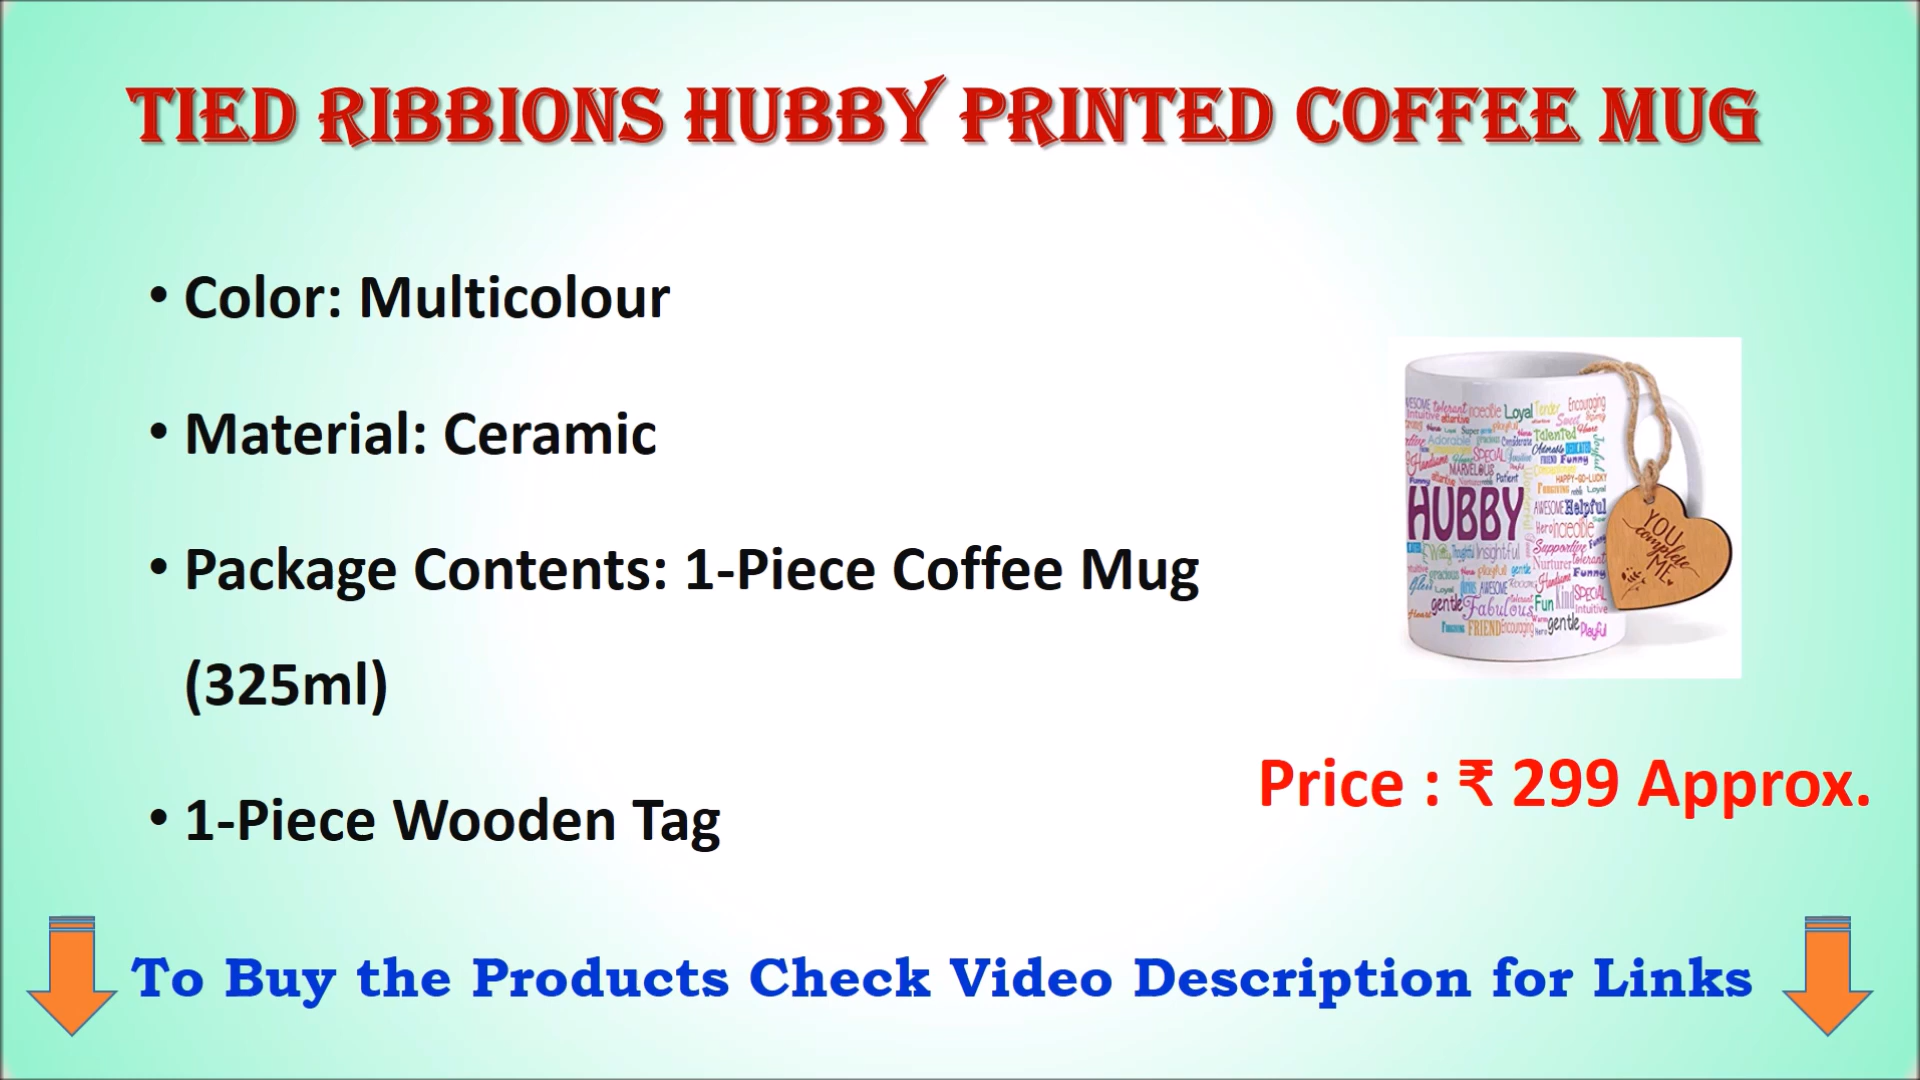 TIED RIBBIONS HUBBY PRINTED COFFEE MUG
• Color: Multicolour
• Material: Ceramic
• Package Contents: 1-Piece Coffee Mug
(325ml)
• 1-Piece Wooden Tag
HUBBY
YOU
complete
ME
Price : ₹ 299 Approx.
To Buy the Products Check Video Description for Links